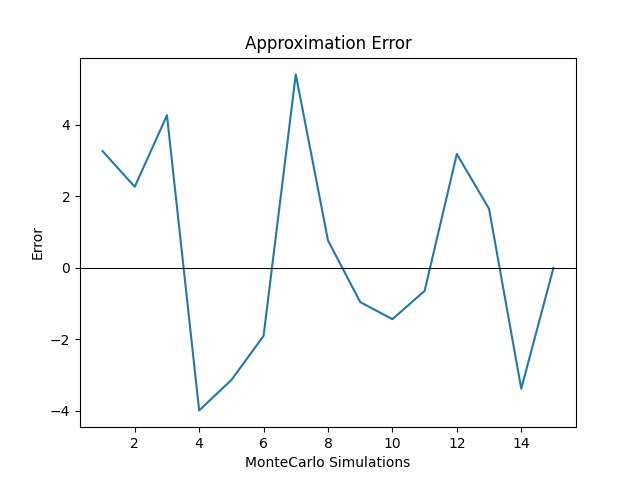 Approximation Error
Error
4
2
0
−2
−4
2 4 6 8 10 12 14
MonteCarlo Simulations